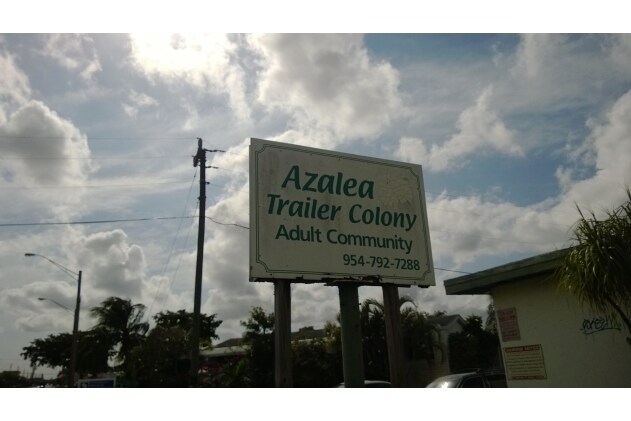 Azalea
Trailer Colony
Adult Community
954-792-7288